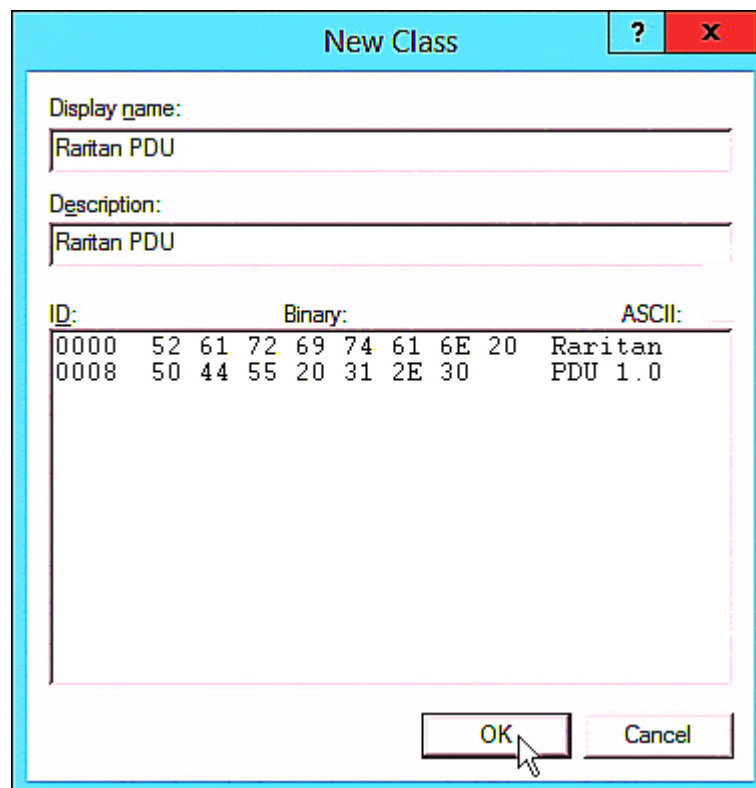 New Class
?
x
Display name:
Raritan PDU
Description:
Raritan PDU
ID: Binary: ASCII:
0000 52 61 72 69 74 61 6E 20 Raritan
0008 50 44 55 20 31 2E 30 PDU 1.0
OK
Cancel